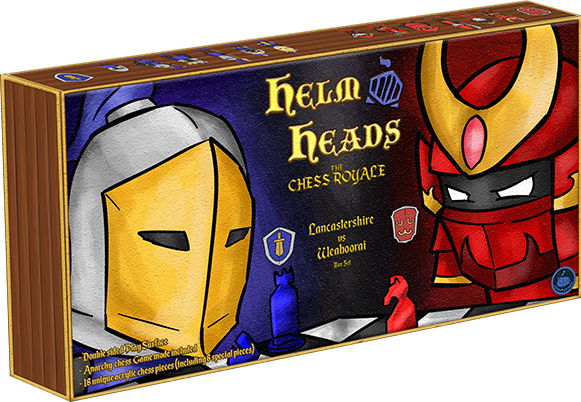 HELM
HEADS
THE
CHESS ROYALE
Lancastershire
vs
Weaboorai
Box Set
- Double sided Play Surface
- Anarchy chess Game mode included
- 16 unique acrylic chess pieces (including 8 special pieces)